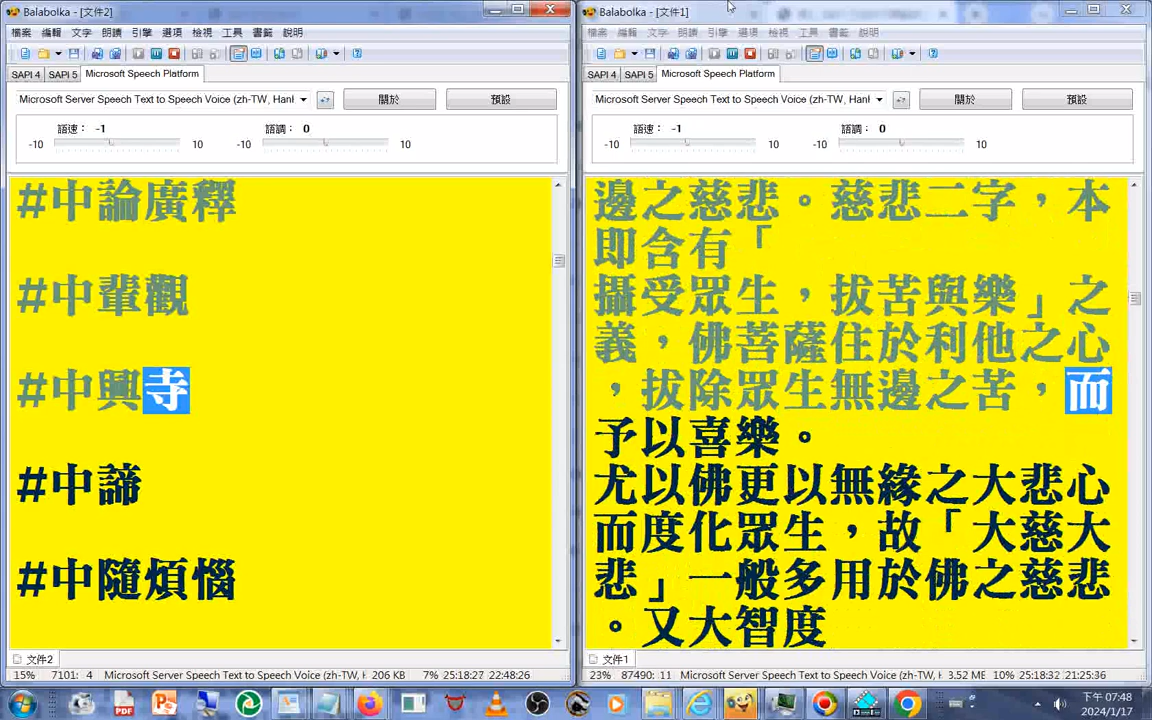 Balabolka - [文件2]
檔案 編輯 文字 朗讀 引擎 選項 檢視 工具 書籤 說明
SAPI 4 SAPI 5 Microsoft Speech Platform
Microsoft Server Speech Text to Speech Voice (zh-TW, Hanl
關於 預設
語速： -1 語調： 0
-10 10 -10 10
#中論廣釋
#中輩觀
#中興寺
#中諦
#中隨煩惱
文件2
15% 7101: 4 Microsoft Server Speech Text to Speech Voice (zh-TW, H 206 KB 7% 25:18:27 22:48:26
Balabolka - [文件1]
檔案 編輯 文字 朗讀 引擎 選項 檢視 工具 書籤 說明
SAPI 4 SAPI 5 Microsoft Speech Platform
Microsoft Server Speech Text to Speech Voice (zh-TW, Hanl
關於 預設
語速： -1 語調： 0
-10 10 -10 10
邊之慈悲。慈悲二字，本
即含有「
攝受眾生，拔苦與樂」之
義，佛菩薩住於利他之心
，拔除眾生無邊之苦，而
予以喜樂。
尤以佛更以無緣之大悲心
而度化眾生，故「大慈大
悲」一般多用於佛之慈悲
。又大智度
文件1
23% 87490: 11 Microsoft Server Speech Text to Speech Voice (zh-TW, H 3.52 MB 10% 25:18:32 21:25:36
下午 07:48
2024/1/17